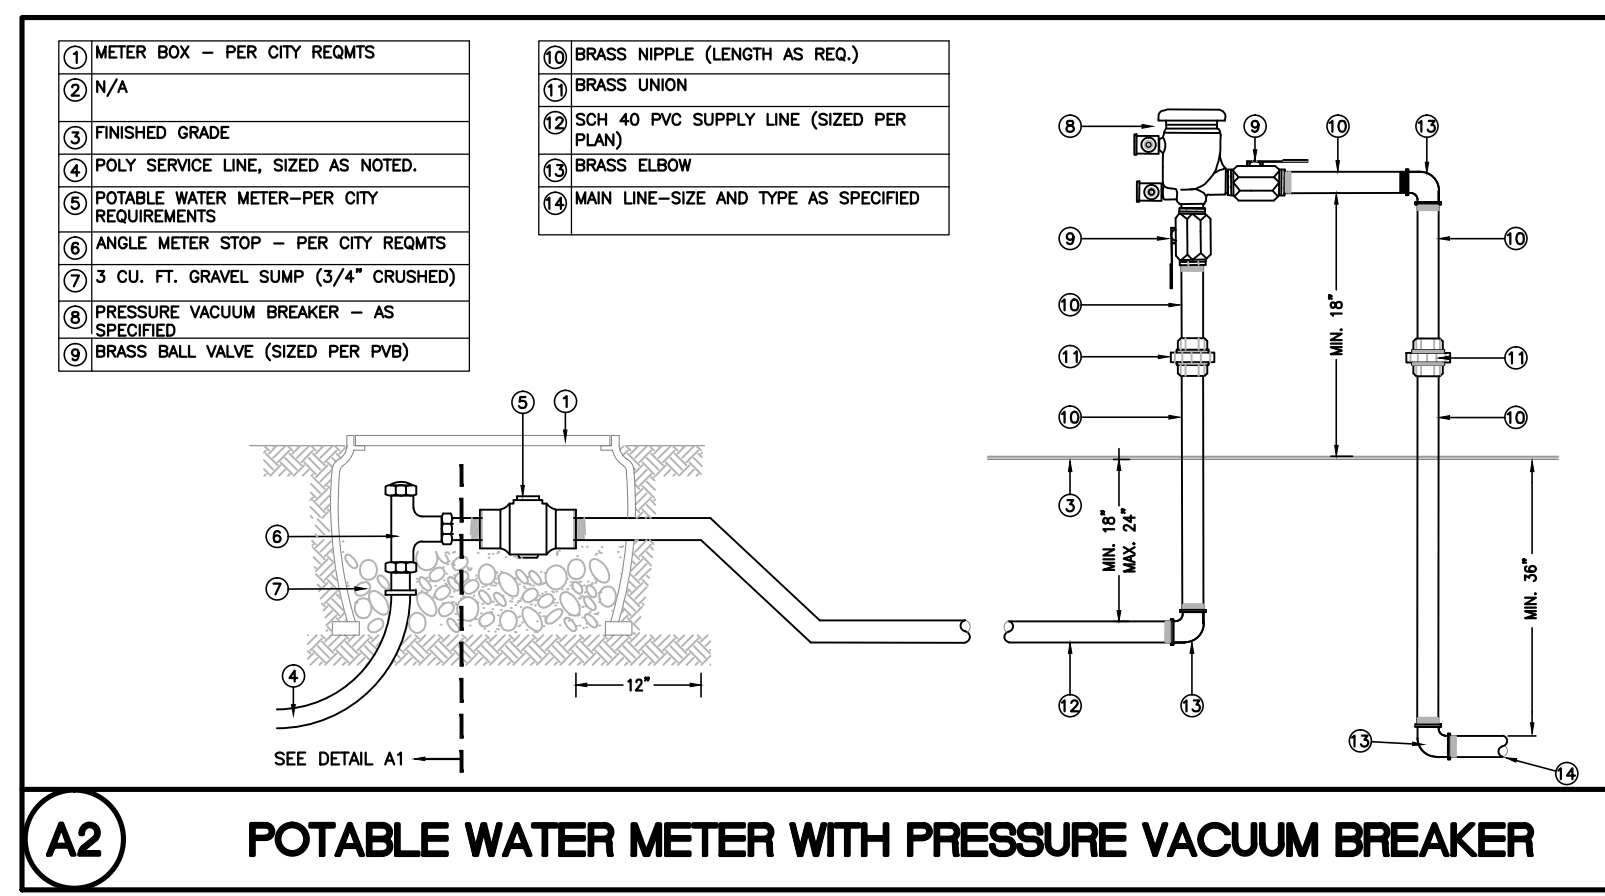 1 METER BOX – PER CITY REQMTS
2 N/A
3 FINISHED GRADE
4 POLY SERVICE LINE, SIZED AS NOTED.
5 POTABLE WATER METER–PER CITY
REQUIREMENTS
6 ANGLE METER STOP – PER CITY REQMTS
7 3 CU. FT. GRAVEL SUMP (3/4" CRUSHED)
8 PRESSURE VACUUM BREAKER – AS
SPECIFIED
9 BRASS BALL VALVE (SIZED PER PVB)
10 BRASS NIPPLE (LENGTH AS REQ.)
11 BRASS UNION
12 SCH 40 PVC SUPPLY LINE (SIZED PER
PLAN)
13 BRASS ELBOW
14 MAIN LINE–SIZE AND TYPE AS SPECIFIED
8
9
10
13
9
10
10
MIN. 18"
11
11
10
10
5
1
3
6
MIN. 18"
MAX. 24"
7
MIN. 36"
4
12"
12
13
13
14
SEE DETAIL A1
A2
POTABLE WATER METER WITH PRESSURE VACUUM BREAKER